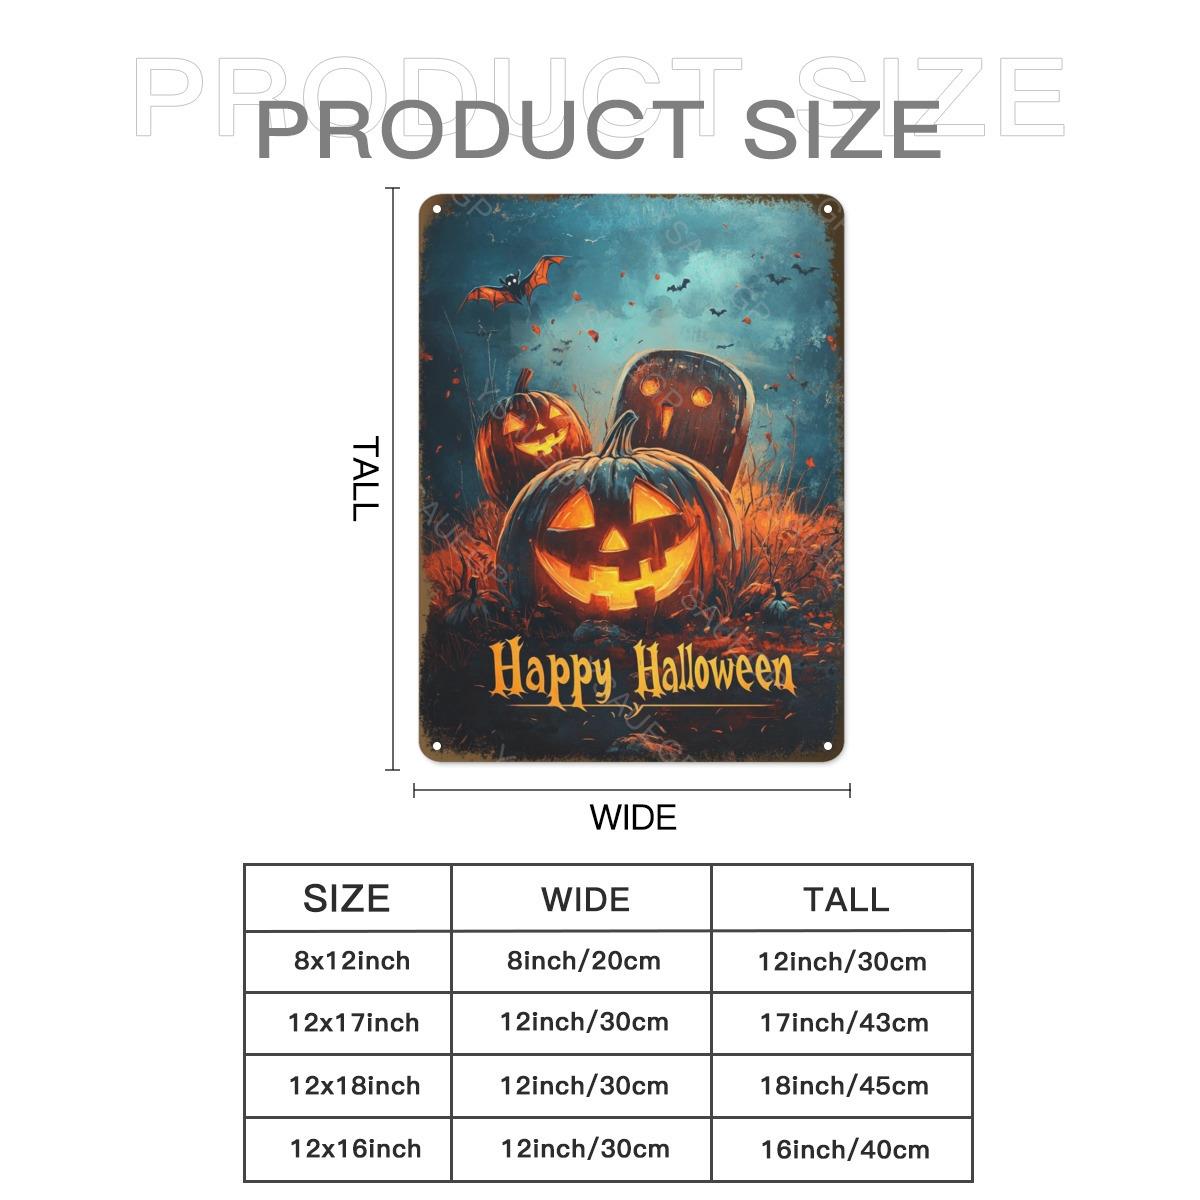 PRODUCT SIZE
PRODUCT SIZE
TALL
Happy Halloween
WIDE
SIZE WIDE TALL
8x12inch 8inch/20cm 12inch/30cm
12x17inch 12inch/30cm 17inch/43cm
12x18inch 12inch/30cm 18inch/45cm
12x16inch 12inch/30cm 16inch/40cm